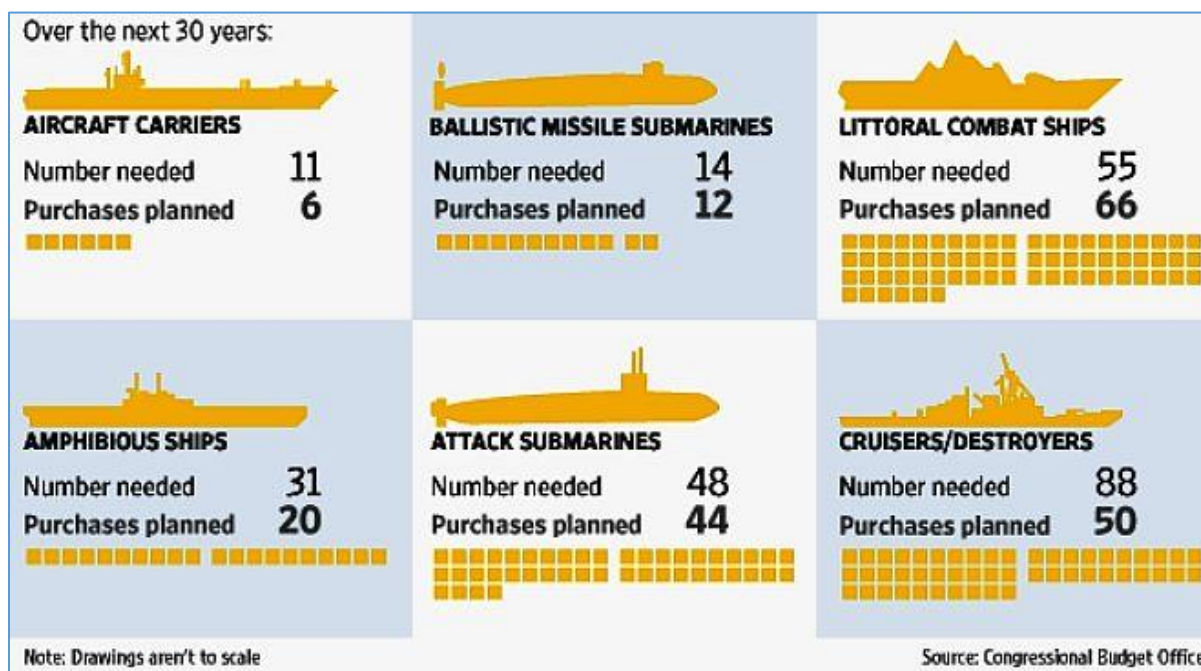 Over the next 30 years:
AIRCRAFT CARRIERS
Number needed 11
Purchases planned 6
BALLISTIC MISSILE SUBMARINES
Number needed 14
Purchases planned 12
LITTORAL COMBAT SHIPS
Number needed 55
Purchases planned 66
AMPHIBIOUS SHIPS
Number needed 31
Purchases planned 20
ATTACK SUBMARINES
Number needed 48
Purchases planned 44
CRUISERS/DESTROYERS
Number needed 88
Purchases planned 50
Note: Drawings aren't to scale
Source: Congressional Budget Office